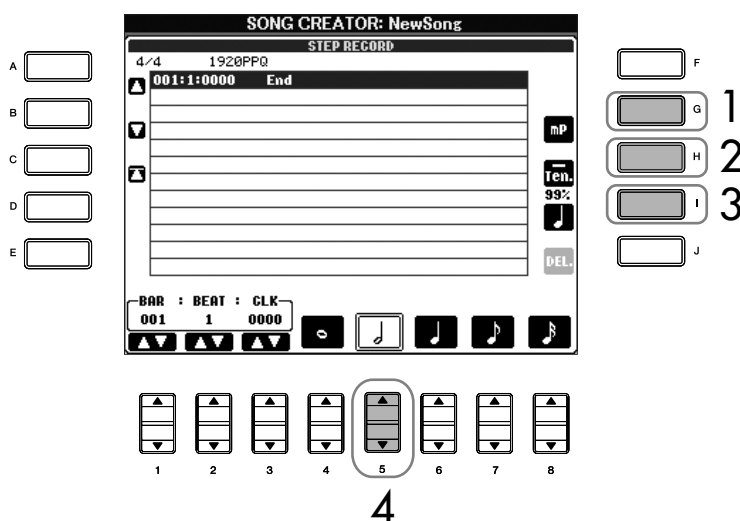 SONG CREATOR: NewSong
STEP RECORD
4/4 1920PPQ
001:1:0000 End
A
B
C
D
E
F
G
H
I
J
1
2
3
mP
Ten.
99%
DEL.
BAR : BEAT : CLK
001 1 0000
1 2 3 4 5 6 7 8
4